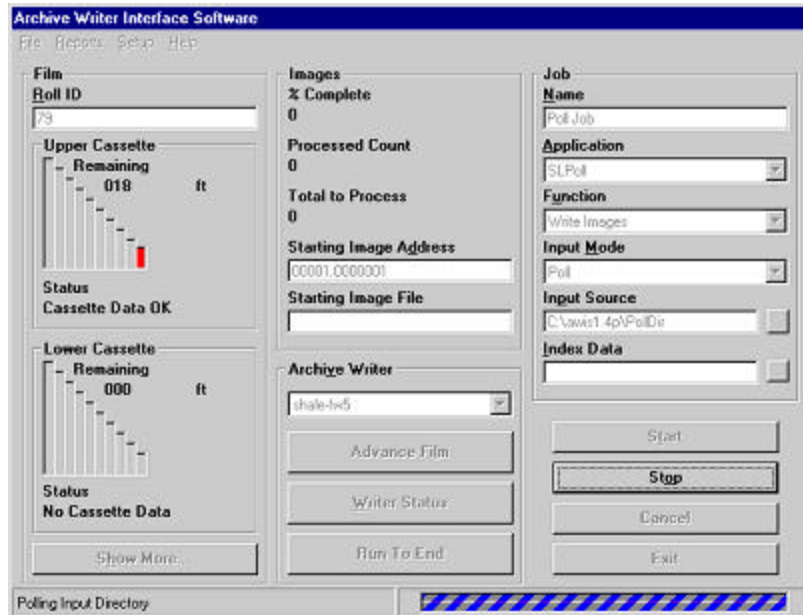 Archive Writer Interface Software
File Reports Setup Help
Film
Roll ID
79
Upper Cassette
Remaining
018 ft
Status
Cassette Data OK
Lower Cassette
Remaining
000 ft
Status
No Cassette Data
Show More...
Images
% Complete
0
Processed Count
0
Total to Process
0
Starting Image Address
00001.0000001
Starting Image File
Archive Writer
shale-lw5
Advance Film
Writer Status
Run To End
Job
Name
Poll Job
Application
SLPoll
Function
Write Images
Input Mode
Poll
Input Source
C:\awis1.4p\PollDir
Index Data
Start
Stop
Cancel
Exit
Polling Input Directory